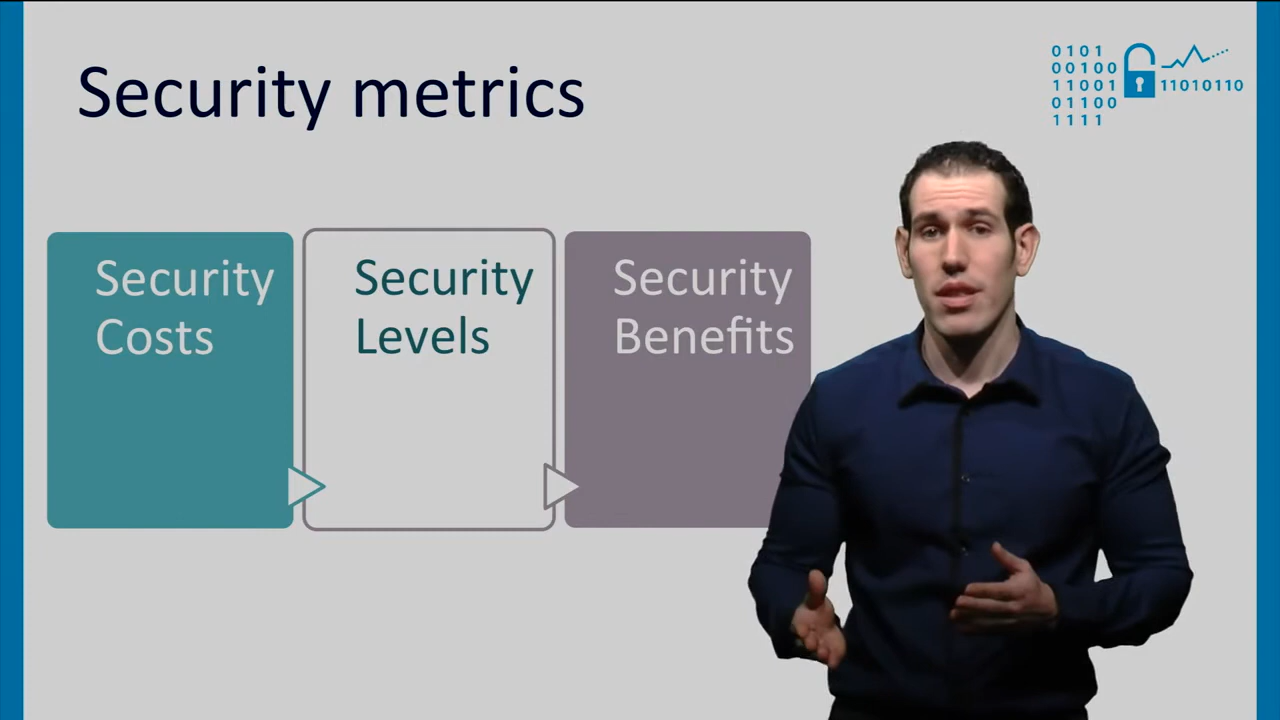 Security metrics
0101
00100
11001
01100
1111
11010110
Security
Costs
Security
Levels
Security
Benefits